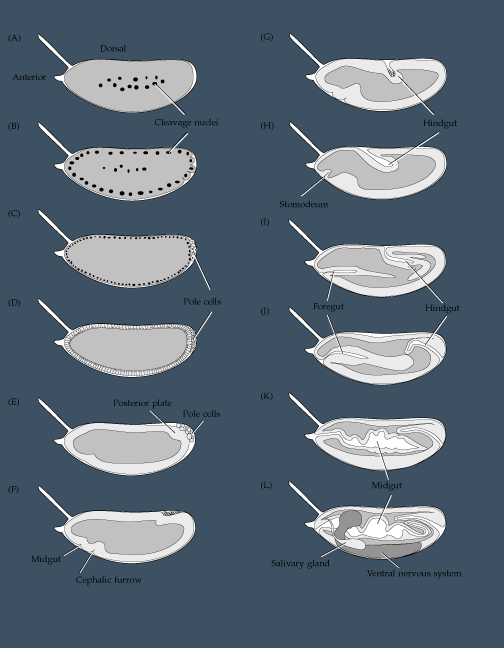 (A)
Dorsal
Anterior
Cleavage nuclei
(B)
(C)
Pole cells
(D)
(E)
Posterior plate
Pole cells
(F)
Midgut
Cephalic furrow
(G)
Hindgut
(H)
Stomodeum
(I)
Foregut
Hindgut
(J)
(K)
Midgut
(L)
Salivary gland
Ventral nervous system